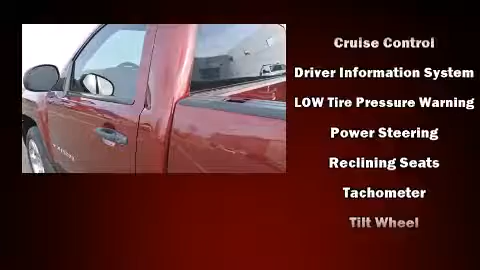 Cruise Control
Driver Information System
LOW Tire Pressure Warning
Power Steering
Reclining Seats
Tachometer
Tilt Wheel